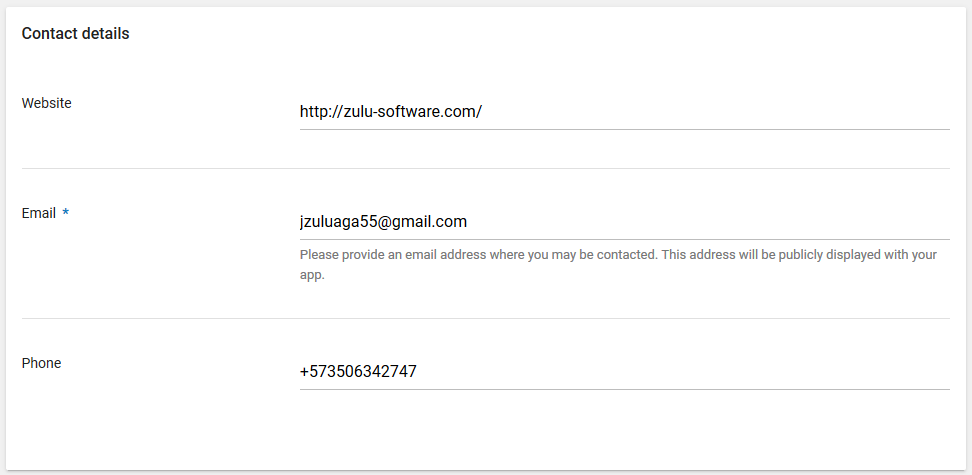 Contact details
Website
http://zulu-software.com/
Email *
jzuluaga55@gmail.com
Please provide an email address where you may be contacted. This address will be publicly displayed with your
app.
Phone
+573506342747